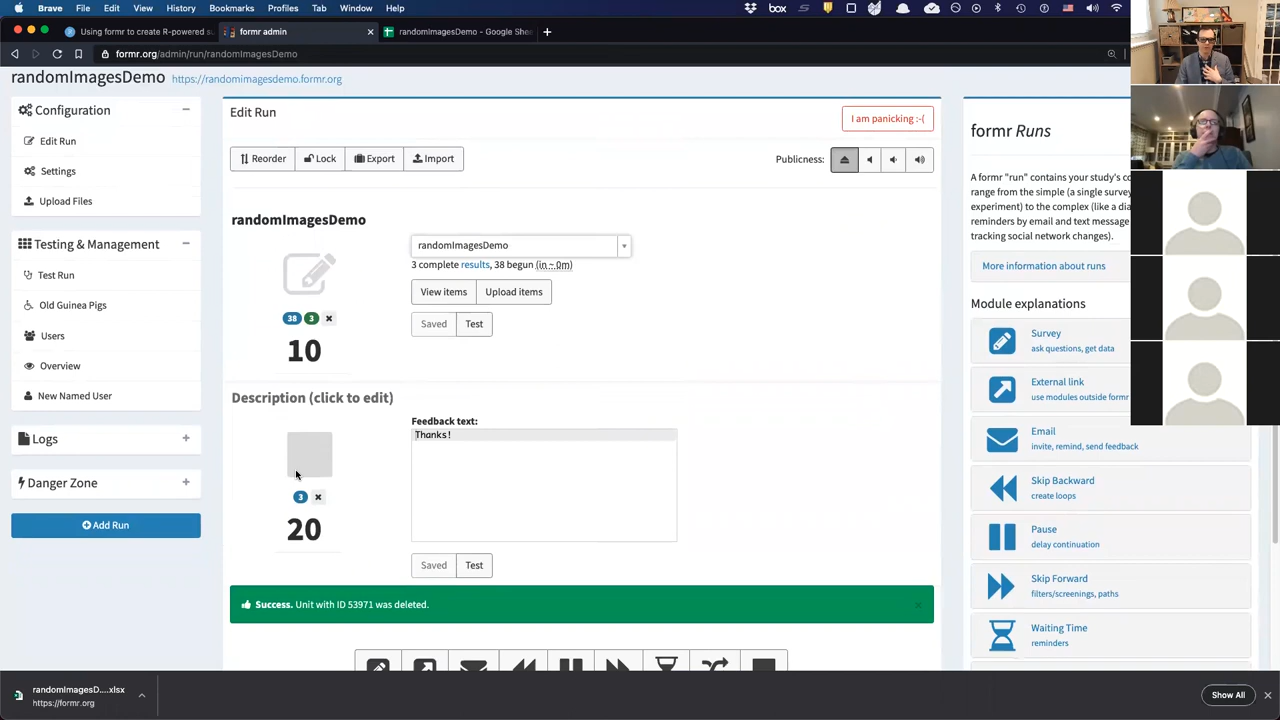 Brave File Edit View History Bookmarks Profiles Tab Window Help
Using formr to create R-powered su
formr admin
randomImagesDemo - Google Shee
formr.org/admin/run/randomImagesDemo
randomImagesDemo https://randomimagesdemo.formr.org
Configuration
Edit Run
Settings
Upload Files
Testing & Management
Test Run
Old Guinea Pigs
Users
Overview
New Named User
Logs
Danger Zone
Add Run
Edit Run
I am panicking :-(
Reorder Lock Export Import
Publicness:
randomImagesDemo
randomImagesDemo
3 complete results, 38 begun (in ~ 0m)
View items Upload items
Saved Test
38 3
10
Description (click to edit)
Feedback text:
Thanks!
3
20
Saved Test
Success. Unit with ID 53971 was deleted.
formr Runs
A formr "run" contains your study's co
range from the simple (a single survey
experiment) to the complex (like a dia
reminders by email and text message
tracking social network changes).
More information about runs
Module explanations
Survey
ask questions, get data
External link
use modules outside formr
Email
invite, remind, send feedback
Skip Backward
create loops
Pause
delay continuation
Skip Forward
filters/screenings, paths
Waiting Time
reminders
randomImagesD....xlsx
https://formr.org
Show All